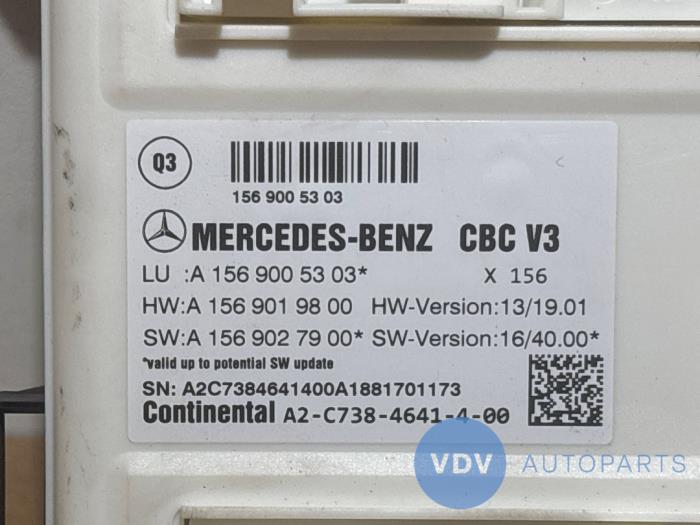 Q3
156 900 53 03
MERCEDES-BENZ CBC V3
LU :A 156 900 53 03* X 156
HW:A 156 901 98 00 HW-Version:13/19.01
SW:A 156 902 79 00* SW-Version:16/40.00*
*valid up to potential SW update
SN: A2C7384641400A1881701173
Continental A2-C738-4641-4-00
VDV AUTOPARTS